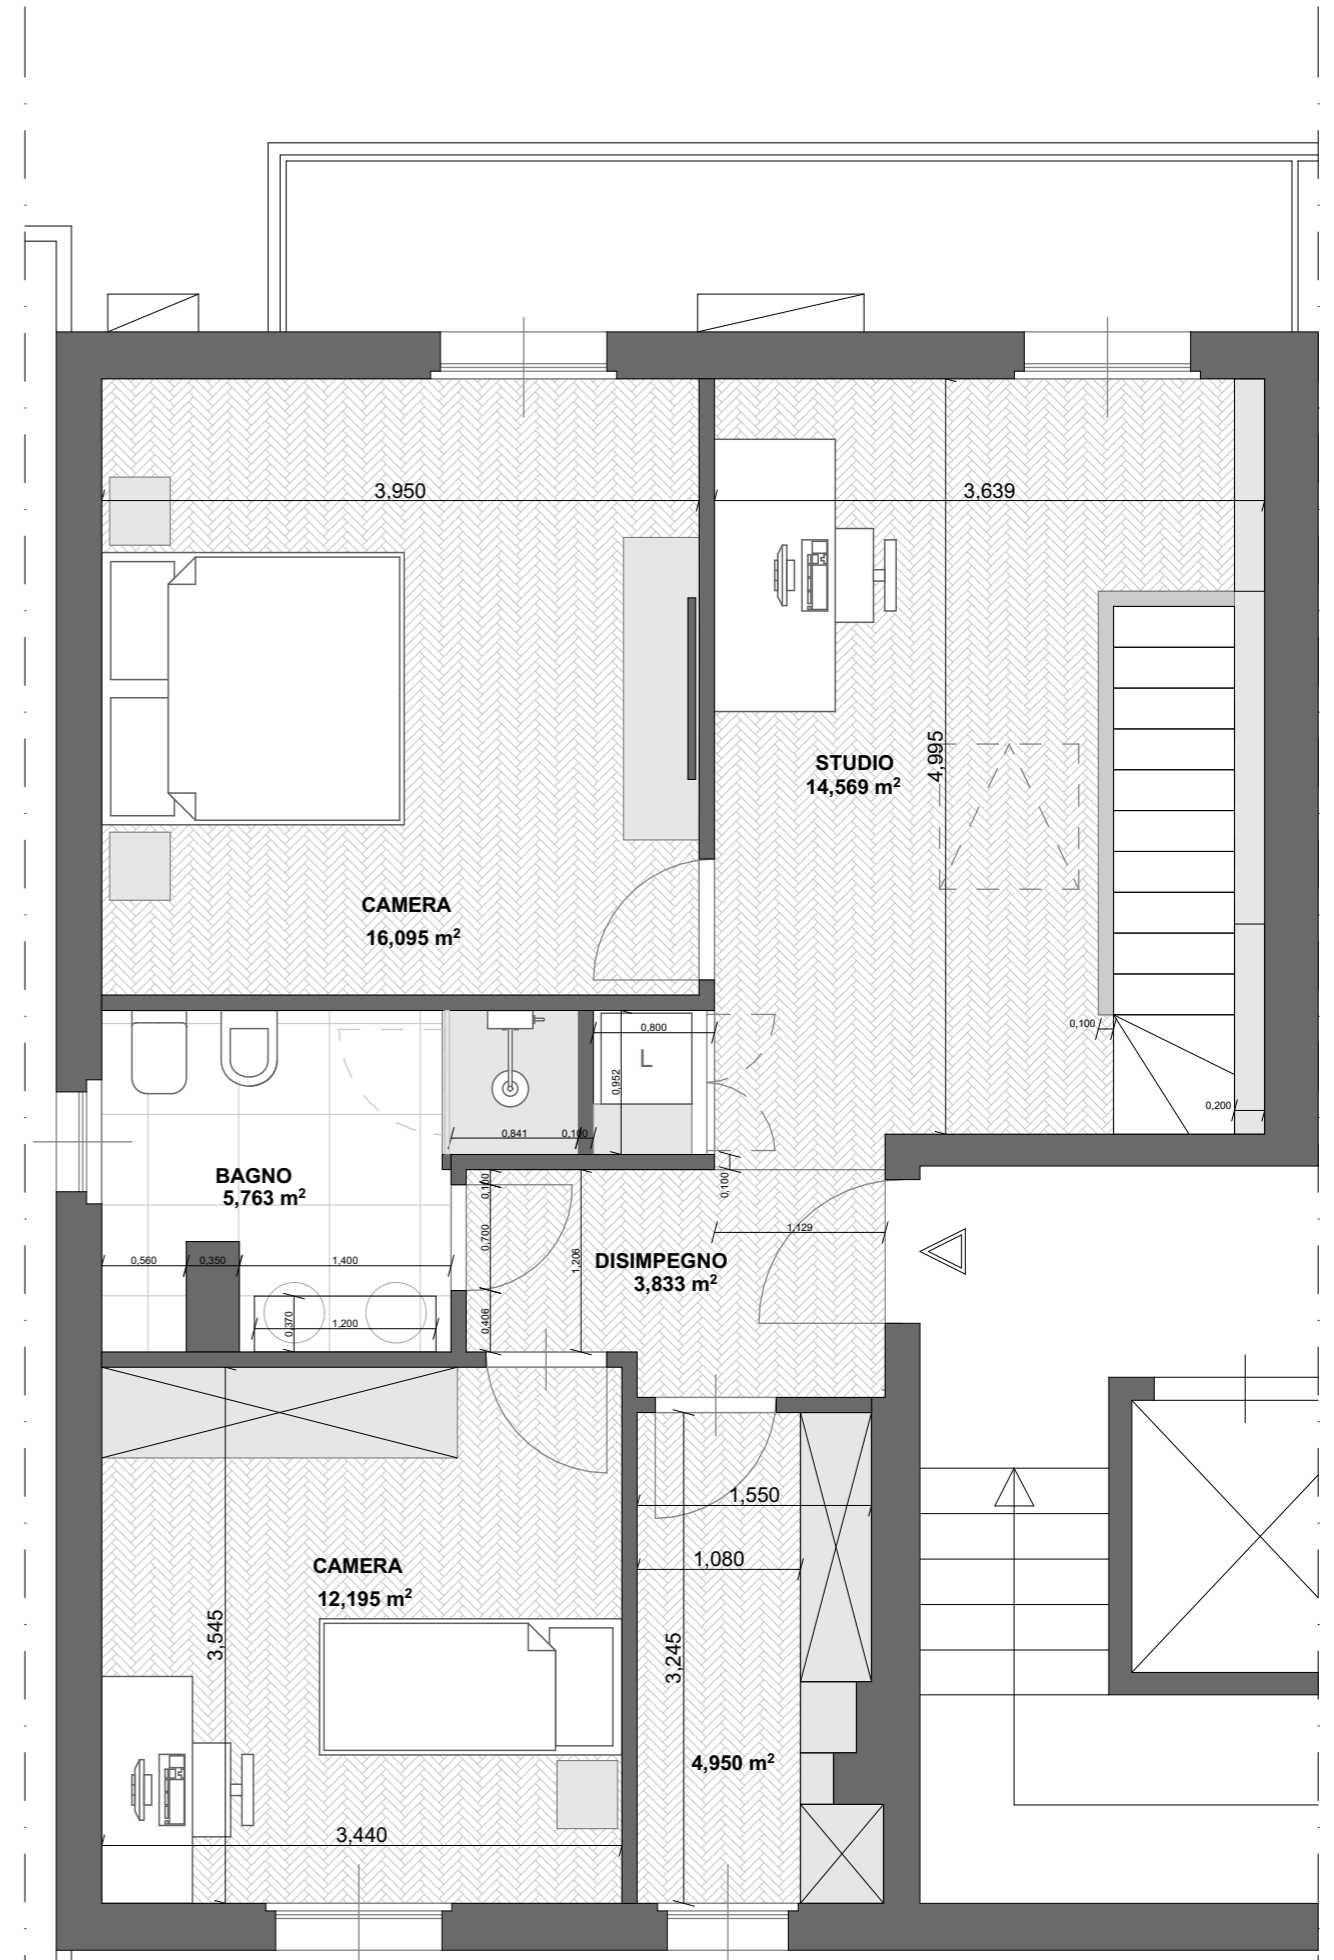 3,950
3,639
STUDIO
14,569 m²
4,995
CAMERA
16,095 m²
0,800
L
0,952
0,841
0,100
0,100
0,200
BAGNO
5,763 m²
0,100
0,700
1,206
0,406
0,100
1,129
DISIMPEGNO
3,833 m²
0,560
0,350
1,400
0,370
1,200
1,550
1,080
CAMERA
12,195 m²
3,545
3,245
4,950 m²
3,440